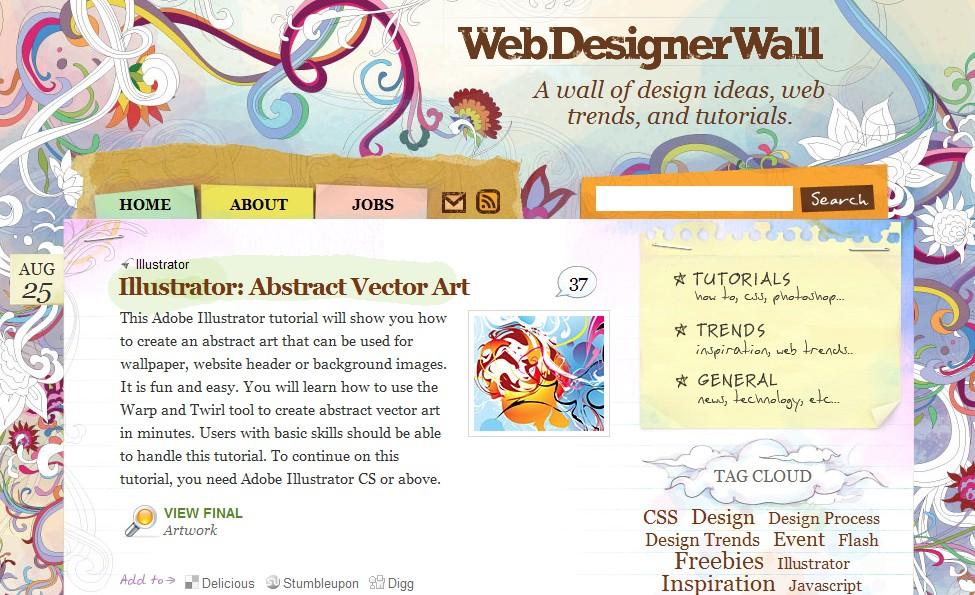 WebDesignerWall
A wall of design ideas, web
trends, and tutorials.
HOME
ABOUT
JOBS
Search
AUG
25
Illustrator
Illustrator: Abstract Vector Art
37
This Adobe Illustrator tutorial will show you how
to create an abstract art that can be used for
wallpaper, website header or background images.
It is fun and easy. You will learn how to use the
Warp and Twirl tool to create abstract vector art
in minutes. Users with basic skills should be able
to handle this tutorial. To continue on this
tutorial, you need Adobe Illustrator CS or above.
VIEW FINAL
Artwork
Add to
Delicious
Stumbleupon
Digg
TUTORIALS
how to, css, photoshop...
TRENDS
inspiration, web trends..
GENERAL
news, technology, etc...
TAG CLOUD
CSS Design Design Process
Design Trends Event Flash
Freebies Illustrator
Inspiration Javascript